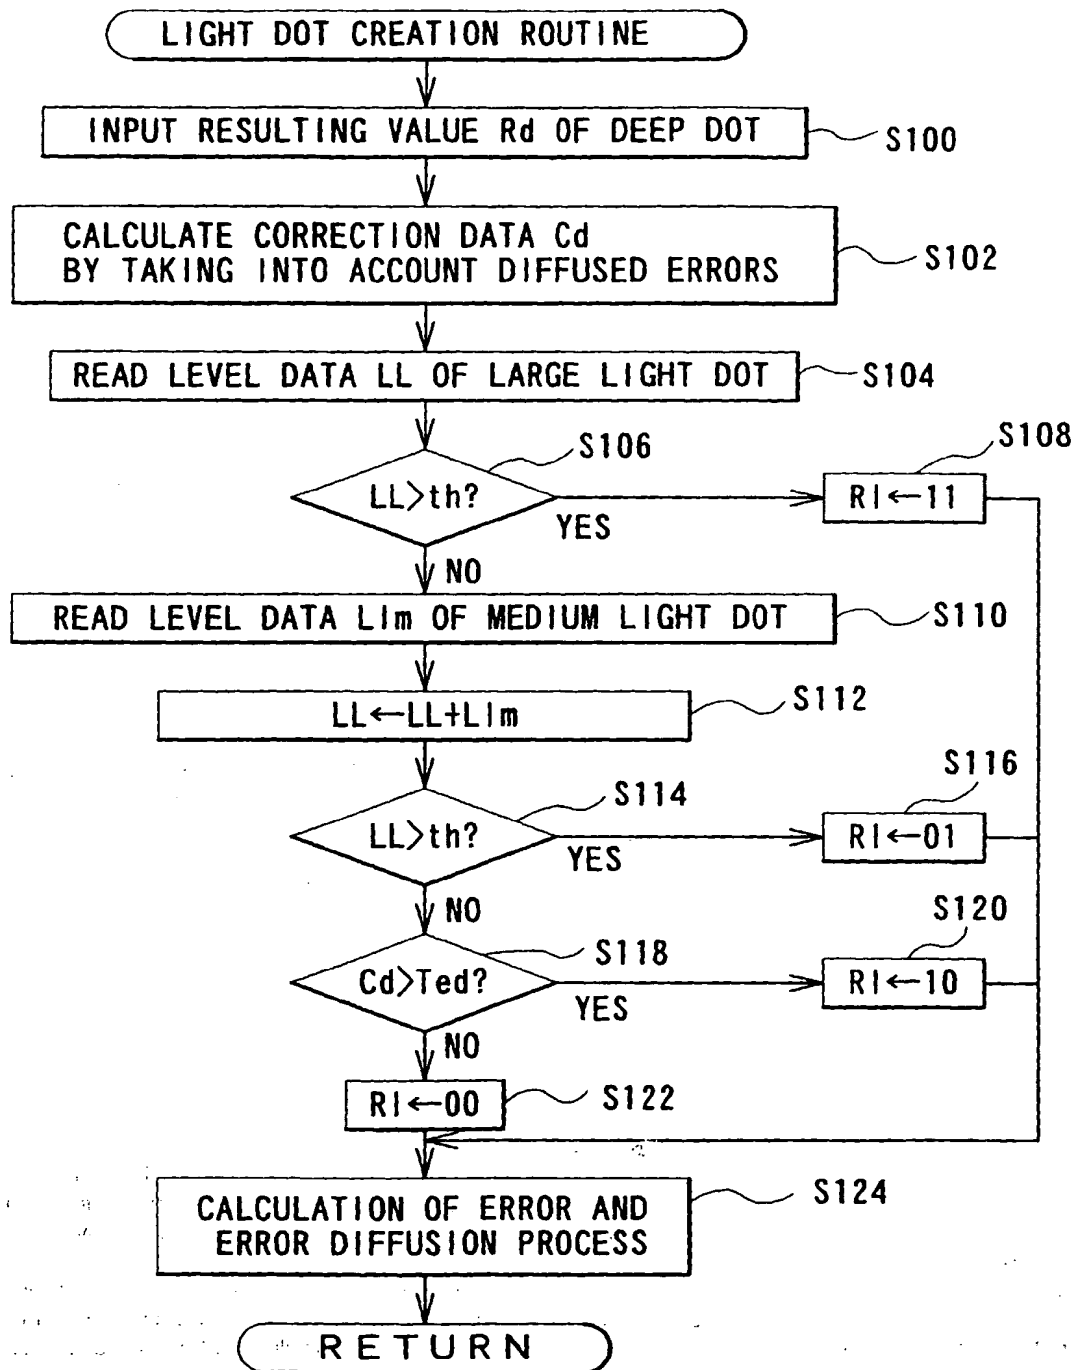 LIGHT DOT CREATION ROUTINE
INPUT RESULTING VALUE Rd OF DEEP DOT
S100
CALCULATE CORRECTION DATA Cd
BY TAKING INTO ACCOUNT DIFFUSED ERRORS
S102
READ LEVEL DATA LL OF LARGE LIGHT DOT
S104
S106
LL>th?
YES
S108
RI←11
NO
READ LEVEL DATA LIm OF MEDIUM LIGHT DOT
S110
LL←LL+LIm
S112
S114
LL>th?
YES
S116
RI←01
NO
S118
Cd>Ted?
YES
S120
RI←10
NO
RI←00
S122
CALCULATION OF ERROR AND
ERROR DIFFUSION PROCESS
S124
RETURN